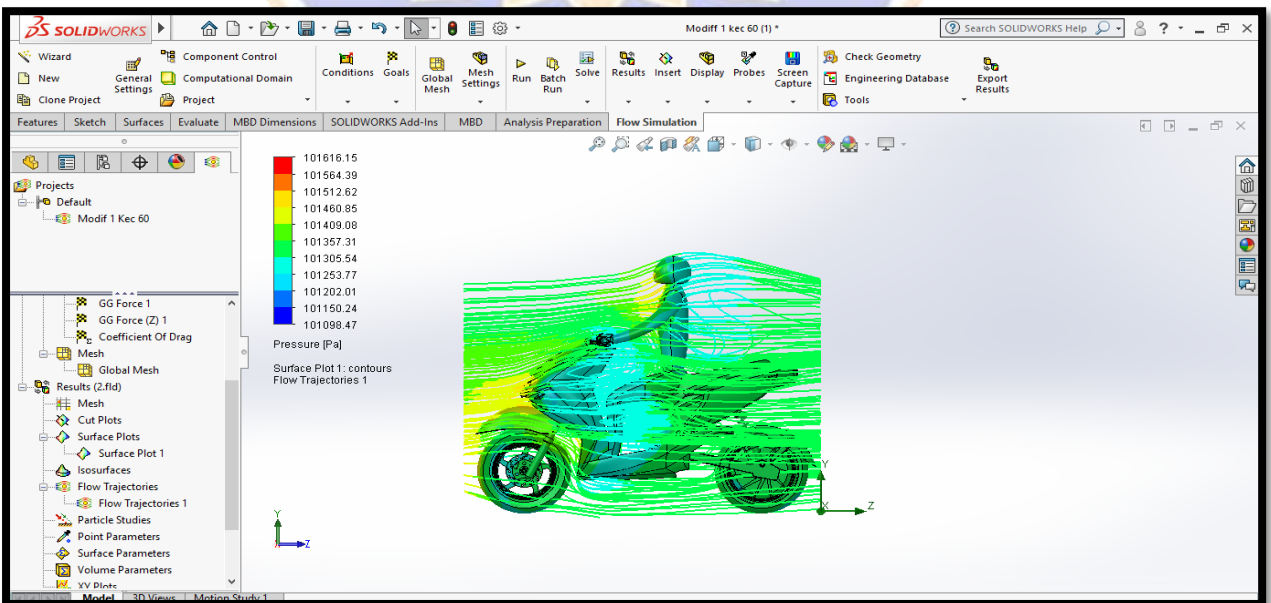 SOLIDWORKS
Modiff 1 kec 60 (1) *
Search SOLIDWORKS Help
?
Wizard
New
Clone Project
General Settings
Component Control
Computational Domain
Project
Conditions
Goals
Global Mesh
Mesh Settings
Run
Batch Run
Solve
Results
Insert
Display
Probes
Screen Capture
Check Geometry
Engineering Database
Tools
Export Results
Features
Sketch
Surfaces
Evaluate
MBD Dimensions
SOLIDWORKS Add-Ins
MBD
Analysis Preparation
Flow Simulation
Projects
Default
Modif 1 Kec 60
GG Force 1
GG Force (Z) 1
Coefficient Of Drag
Mesh
Global Mesh
Results (2.fld)
Mesh
Cut Plots
Surface Plots
Surface Plot 1
Isosurfaces
Flow Trajectories
Flow Trajectories 1
Particle Studies
Point Parameters
Surface Parameters
Volume Parameters
XY Plots
101616.15
101564.39
101512.62
101460.85
101409.08
101357.31
101305.54
101253.77
101202.01
101150.24
101098.47
Pressure [Pa]
Surface Plot 1: contours
Flow Trajectories 1
Y
Z
Y
X
Z
Model
3D Views
Motion Study 1